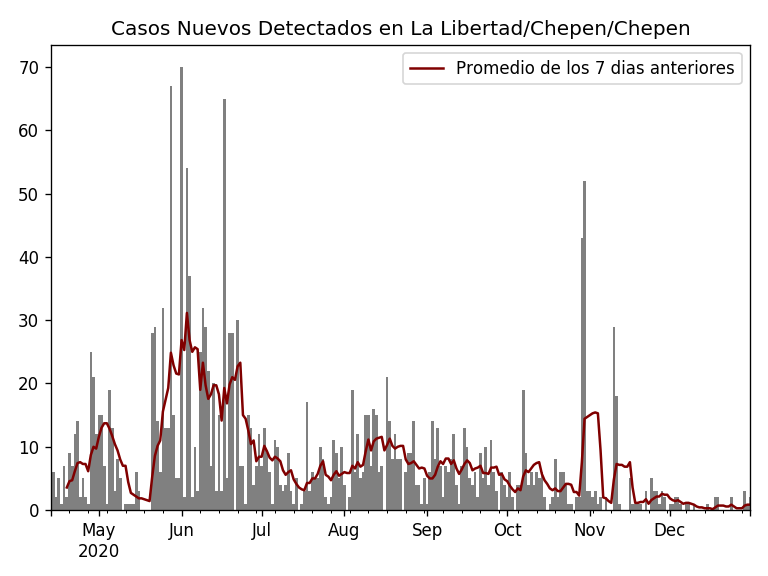 Casos Nuevos Detectados en La Libertad/Chepen/Chepen
Promedio de los 7 dias anteriores
70
60
50
40
30
20
10
0
May
2020
Jun
Jul
Aug
Sep
Oct
Nov
Dec